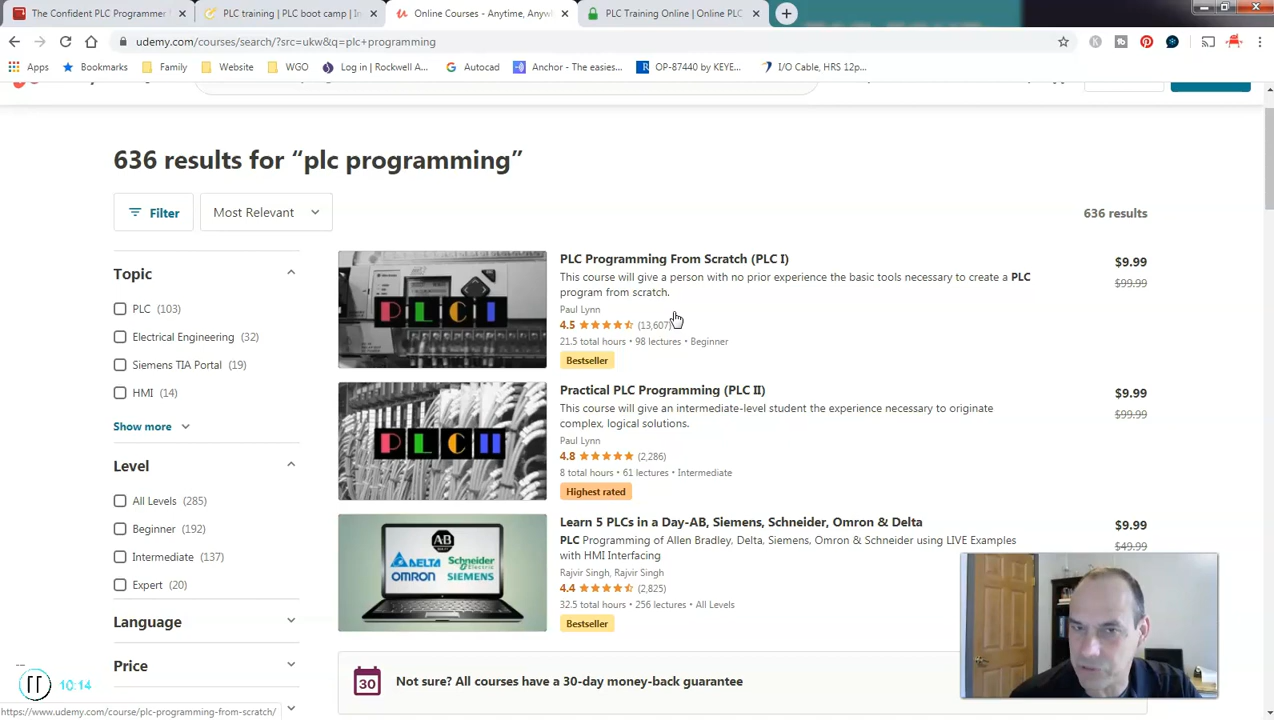 The Confident PLC Programmer
PLC training | PLC boot camp | In
Online Courses - Anytime, Anyw
PLC Training Online | Online PLC
udemy.com/courses/search/?src=ukw&q=plc+programming
Apps
Bookmarks
Family
Website
WGO
Log in | Rockwell A...
Autocad
Anchor - The easies...
OP-87440 by KEYE...
I/O Cable, HRS 12p...
636 results for “plc programming”
Filter
Most Relevant
636 results
Topic
PLC (103)
Electrical Engineering (32)
Siemens TIA Portal (19)
HMI (14)
Show more
Level
All Levels (285)
Beginner (192)
Intermediate (137)
Expert (20)
Language
Price
PLC I
PLC Programming From Scratch (PLC I)
This course will give a person with no prior experience the basic tools necessary to create a PLC
program from scratch.
Paul Lynn
4.5 (13,607)
21.5 total hours • 98 lectures • Beginner
Bestseller
$9.99
$99.99
PLC II
Practical PLC Programming (PLC II)
This course will give an intermediate-level student the experience necessary to originate
complex, logical solutions.
Paul Lynn
4.8 (2,286)
8 total hours • 61 lectures • Intermediate
Highest rated
$9.99
$99.99
AB
DELTA
Schneider
Electric
OMRON
SIEMENS
Learn 5 PLCs in a Day-AB, Siemens, Schneider, Omron & Delta
PLC Programming of Allen Bradley, Delta, Siemens, Omron & Schneider using LIVE Examples
with HMI Interfacing
Rajvir Singh, Rajvir Singh
4.4 (2,825)
32.5 total hours • 256 lectures • All Levels
Bestseller
$9.99
$49.99
30
Not sure? All courses have a 30-day money-back guarantee
10:14
https://www.udemy.com/course/plc-programming-from-scratch/